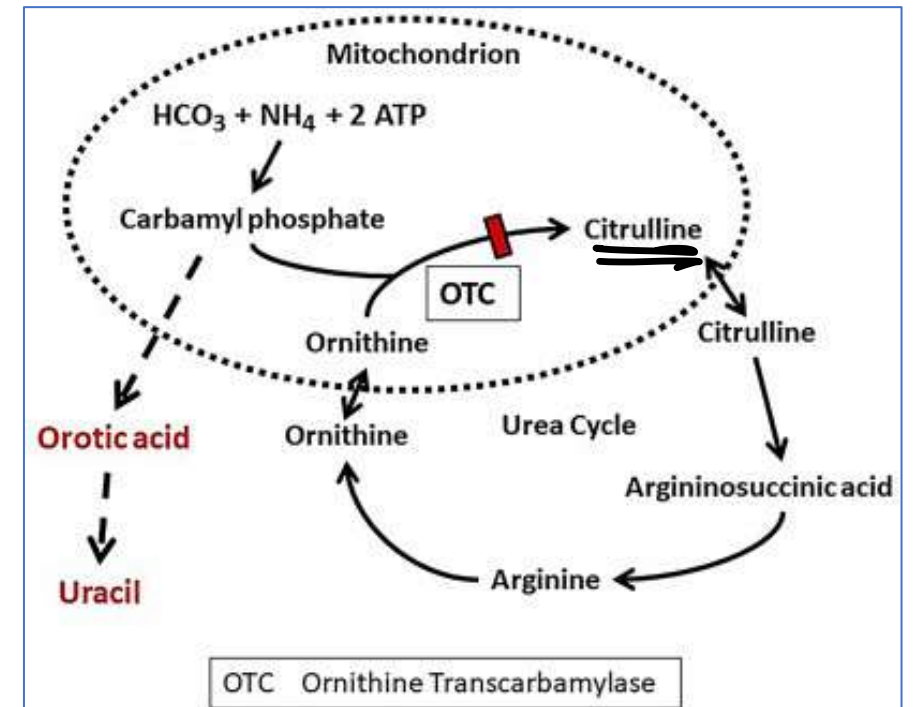 Mitochondrion
HCO₃ + NH₄ + 2 ATP
Carbamyl phosphate
Citrulline
OTC
Citrulline
Ornithine
Orotic acid
Ornithine
Urea Cycle
Argininosuccinic acid
Arginine
Uracil
OTC Ornithine Transcarbamylase